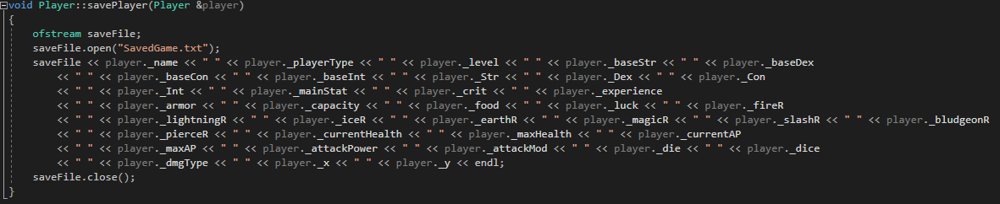 void Player::savePlayer(Player &player)
{
    ofstream saveFile;
    saveFile.open("SavedGame.txt");
    saveFile << player._name << " " << player._playerType << " " << player._level << " " << player._baseStr << " " << player._baseDex
        << " " << player._baseCon << " " << player._baseInt << " " << player._Str << " " << player._Dex << " " << player._Con
        << " " << player._Int << " " << player._mainStat << " " << player._crit << " " << player._experience
        << " " << player._armor << " " << player._capacity << " " << player._food << " " << player._luck << " " << player._fireR
        << " " << player._lightningR << " " << player._iceR << " " << player._earthR << " " << player._magicR << " " << player._slashR << " " << player._bludgeonR
        << " " << player._pierceR << " " << player._currentHealth << " " << player._maxHealth << " " << player._currentAP
        << " " << player._maxAP << " " << player._attackPower << " " << player._attackMod << " " << player._die << " " << player._dice
        << " " << player._dmgType << " " << player._x << " " << player._y << endl;
    saveFile.close();
}